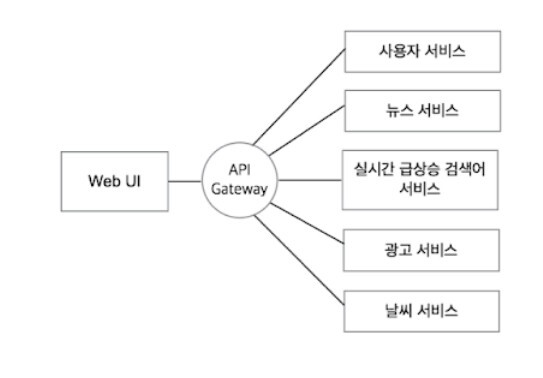 Web UI
API
Gateway
사용자 서비스
뉴스 서비스
실시간 급상승 검색어
서비스
광고 서비스
날씨 서비스